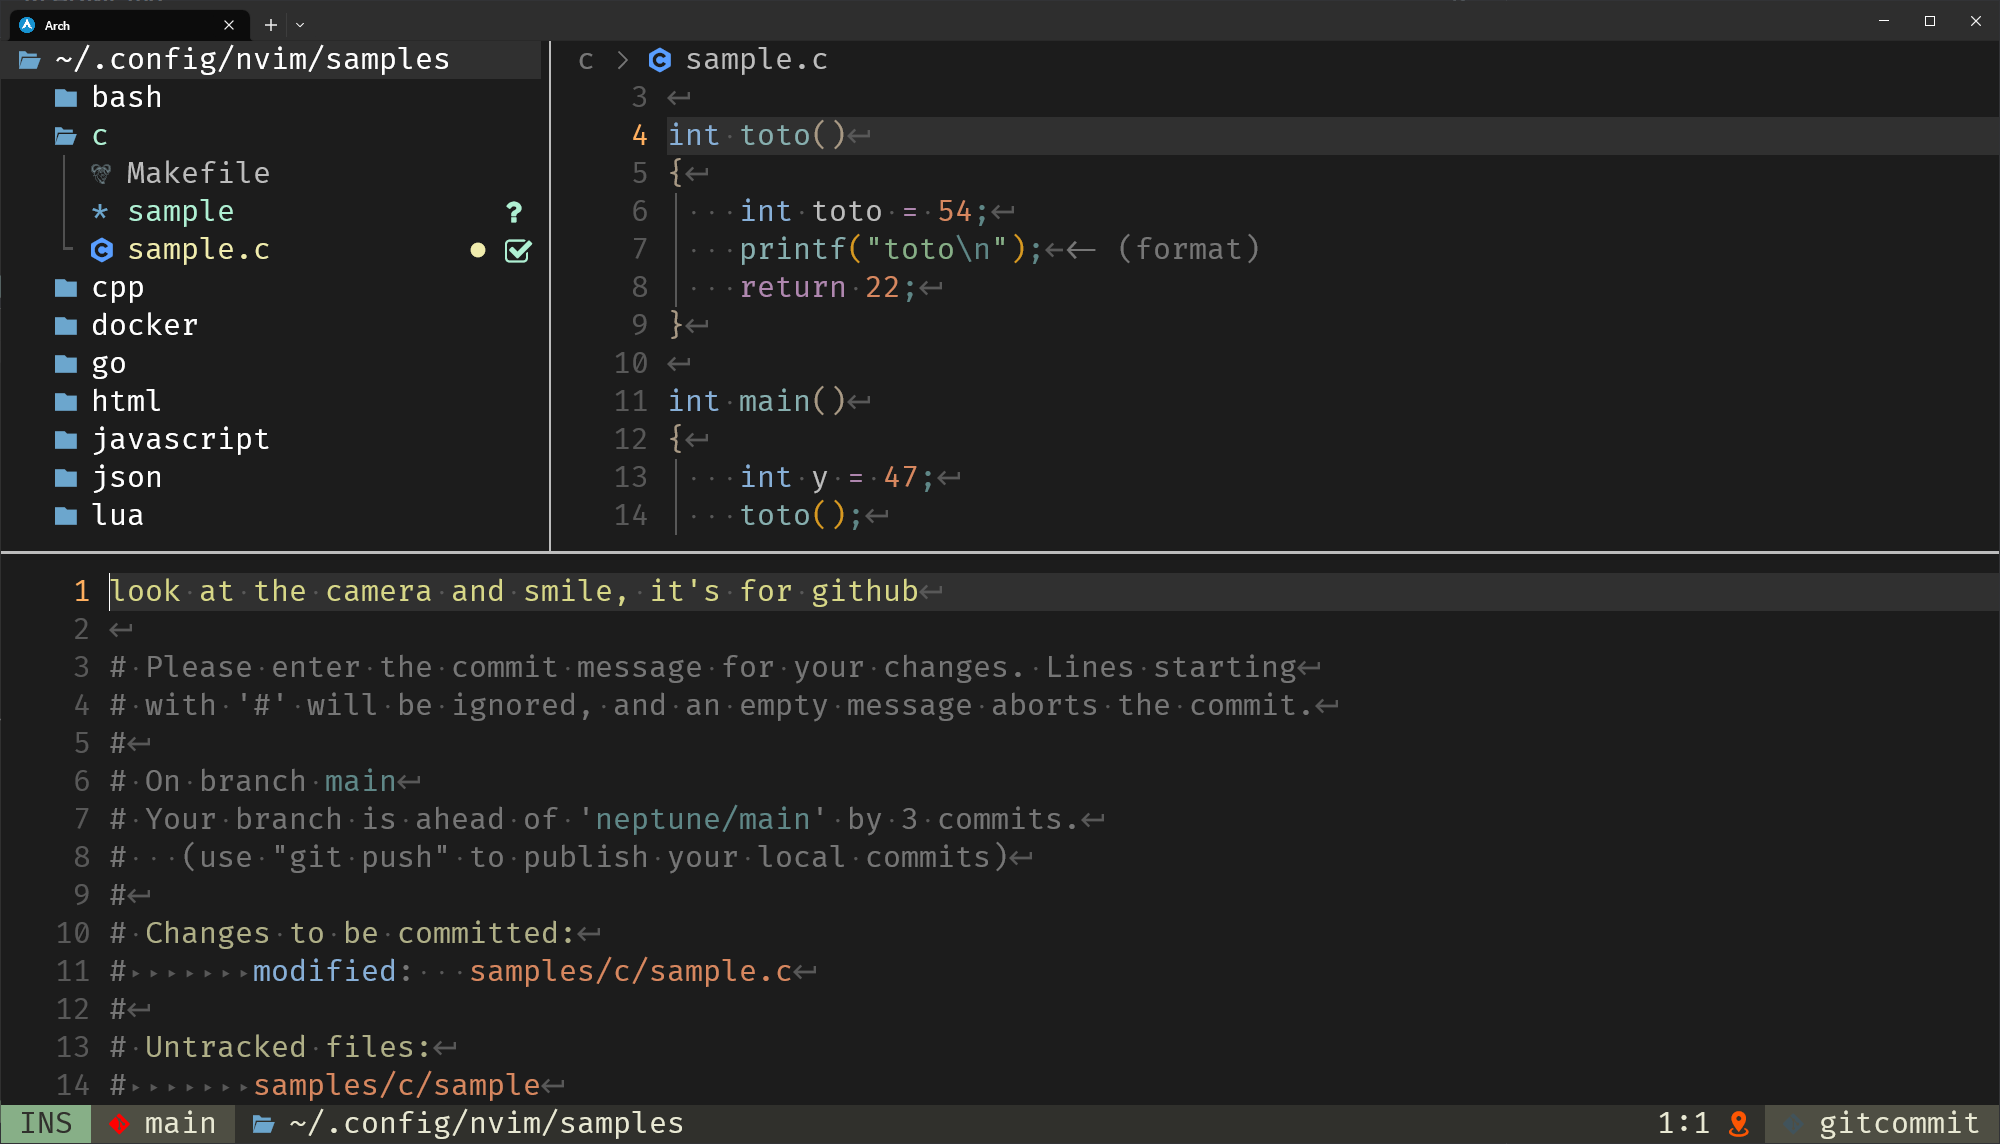 Arch
~/.config/nvim/samples
bash
c
Makefile
* sample ?
sample.c
cpp
docker
go
html
javascript
json
lua
c > sample.c
3
4 int toto()
5 {
6 int toto = 54;
7 printf("toto\n"); <- (format)
8 return 22;
9 }
10
11 int main()
12 {
13 int y = 47;
14 toto();
1 look at the camera and smile, it's for github
2
3 # Please enter the commit message for your changes. Lines starting
4 # with '#' will be ignored, and an empty message aborts the commit.
5 #
6 # On branch main
7 # Your branch is ahead of 'neptune/main' by 3 commits.
8 #   (use "git push" to publish your local commits)
9 #
10 # Changes to be committed:
11 # modified:   samples/c/sample.c
12 #
13 # Untracked files:
14 # samples/c/sample
INS main ~/.config/nvim/samples 1:1 gitcommit